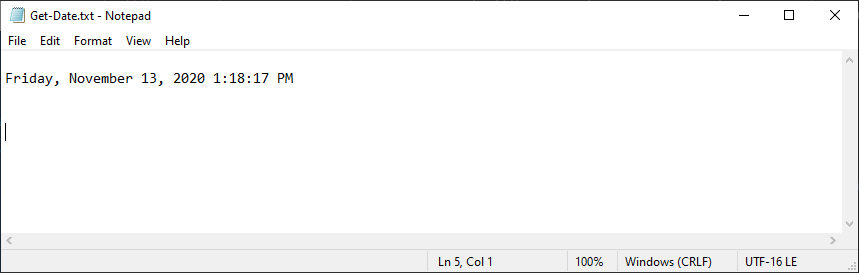 Get-Date.txt - Notepad
File Edit Format View Help
Friday, November 13, 2020 1:18:17 PM
Ln 5, Col 1 100% Windows (CRLF) UTF-16 LE